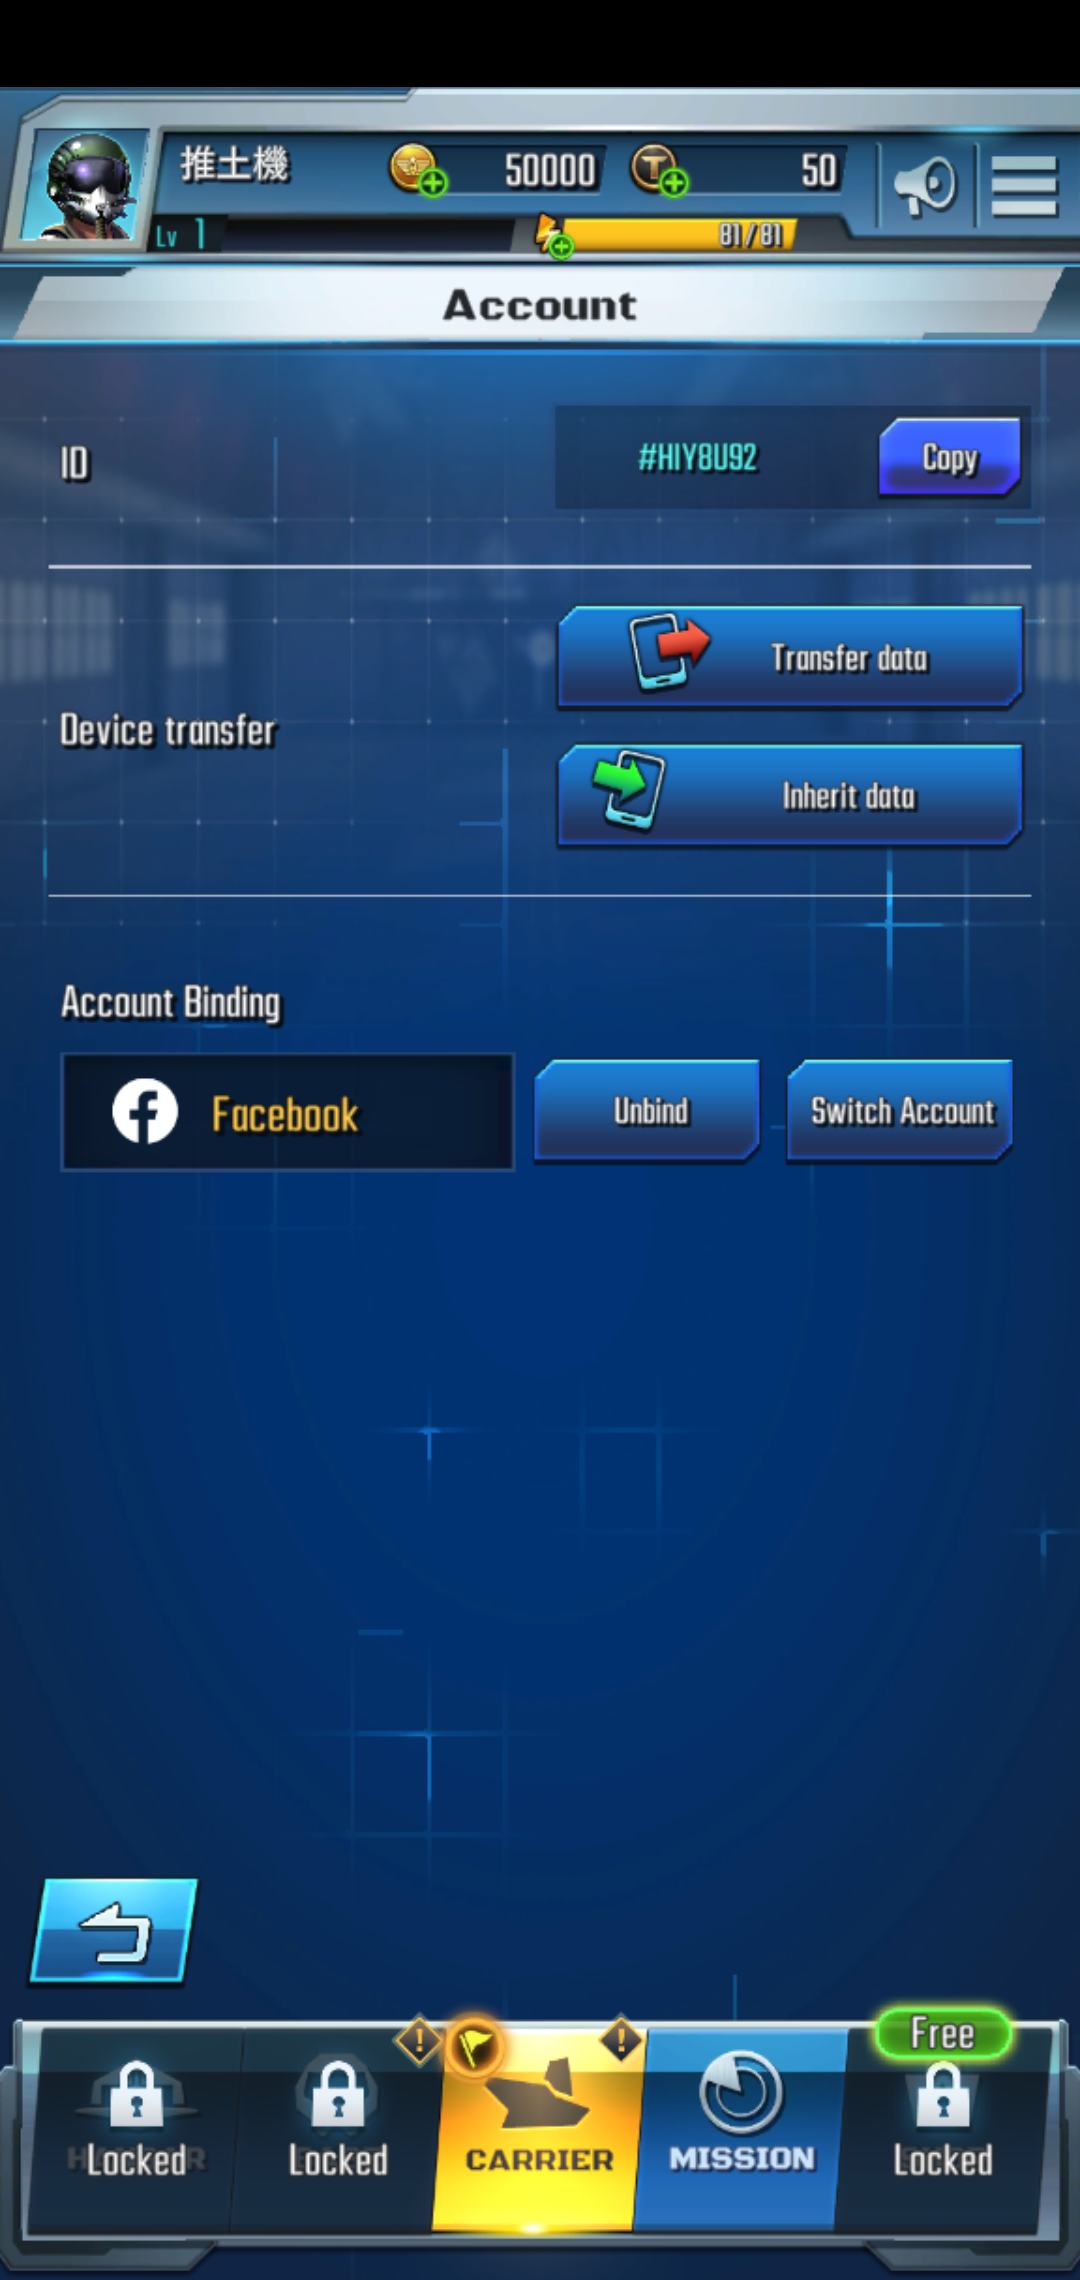 推土機
50000
50
Lv 1
81/81
Account
ID
#HIY8U92
Copy
Transfer data
Device transfer
Inherit data
Account Binding
Facebook
Unbind
Switch Account
Free
Locked
Locked
CARRIER
MISSION
Locked